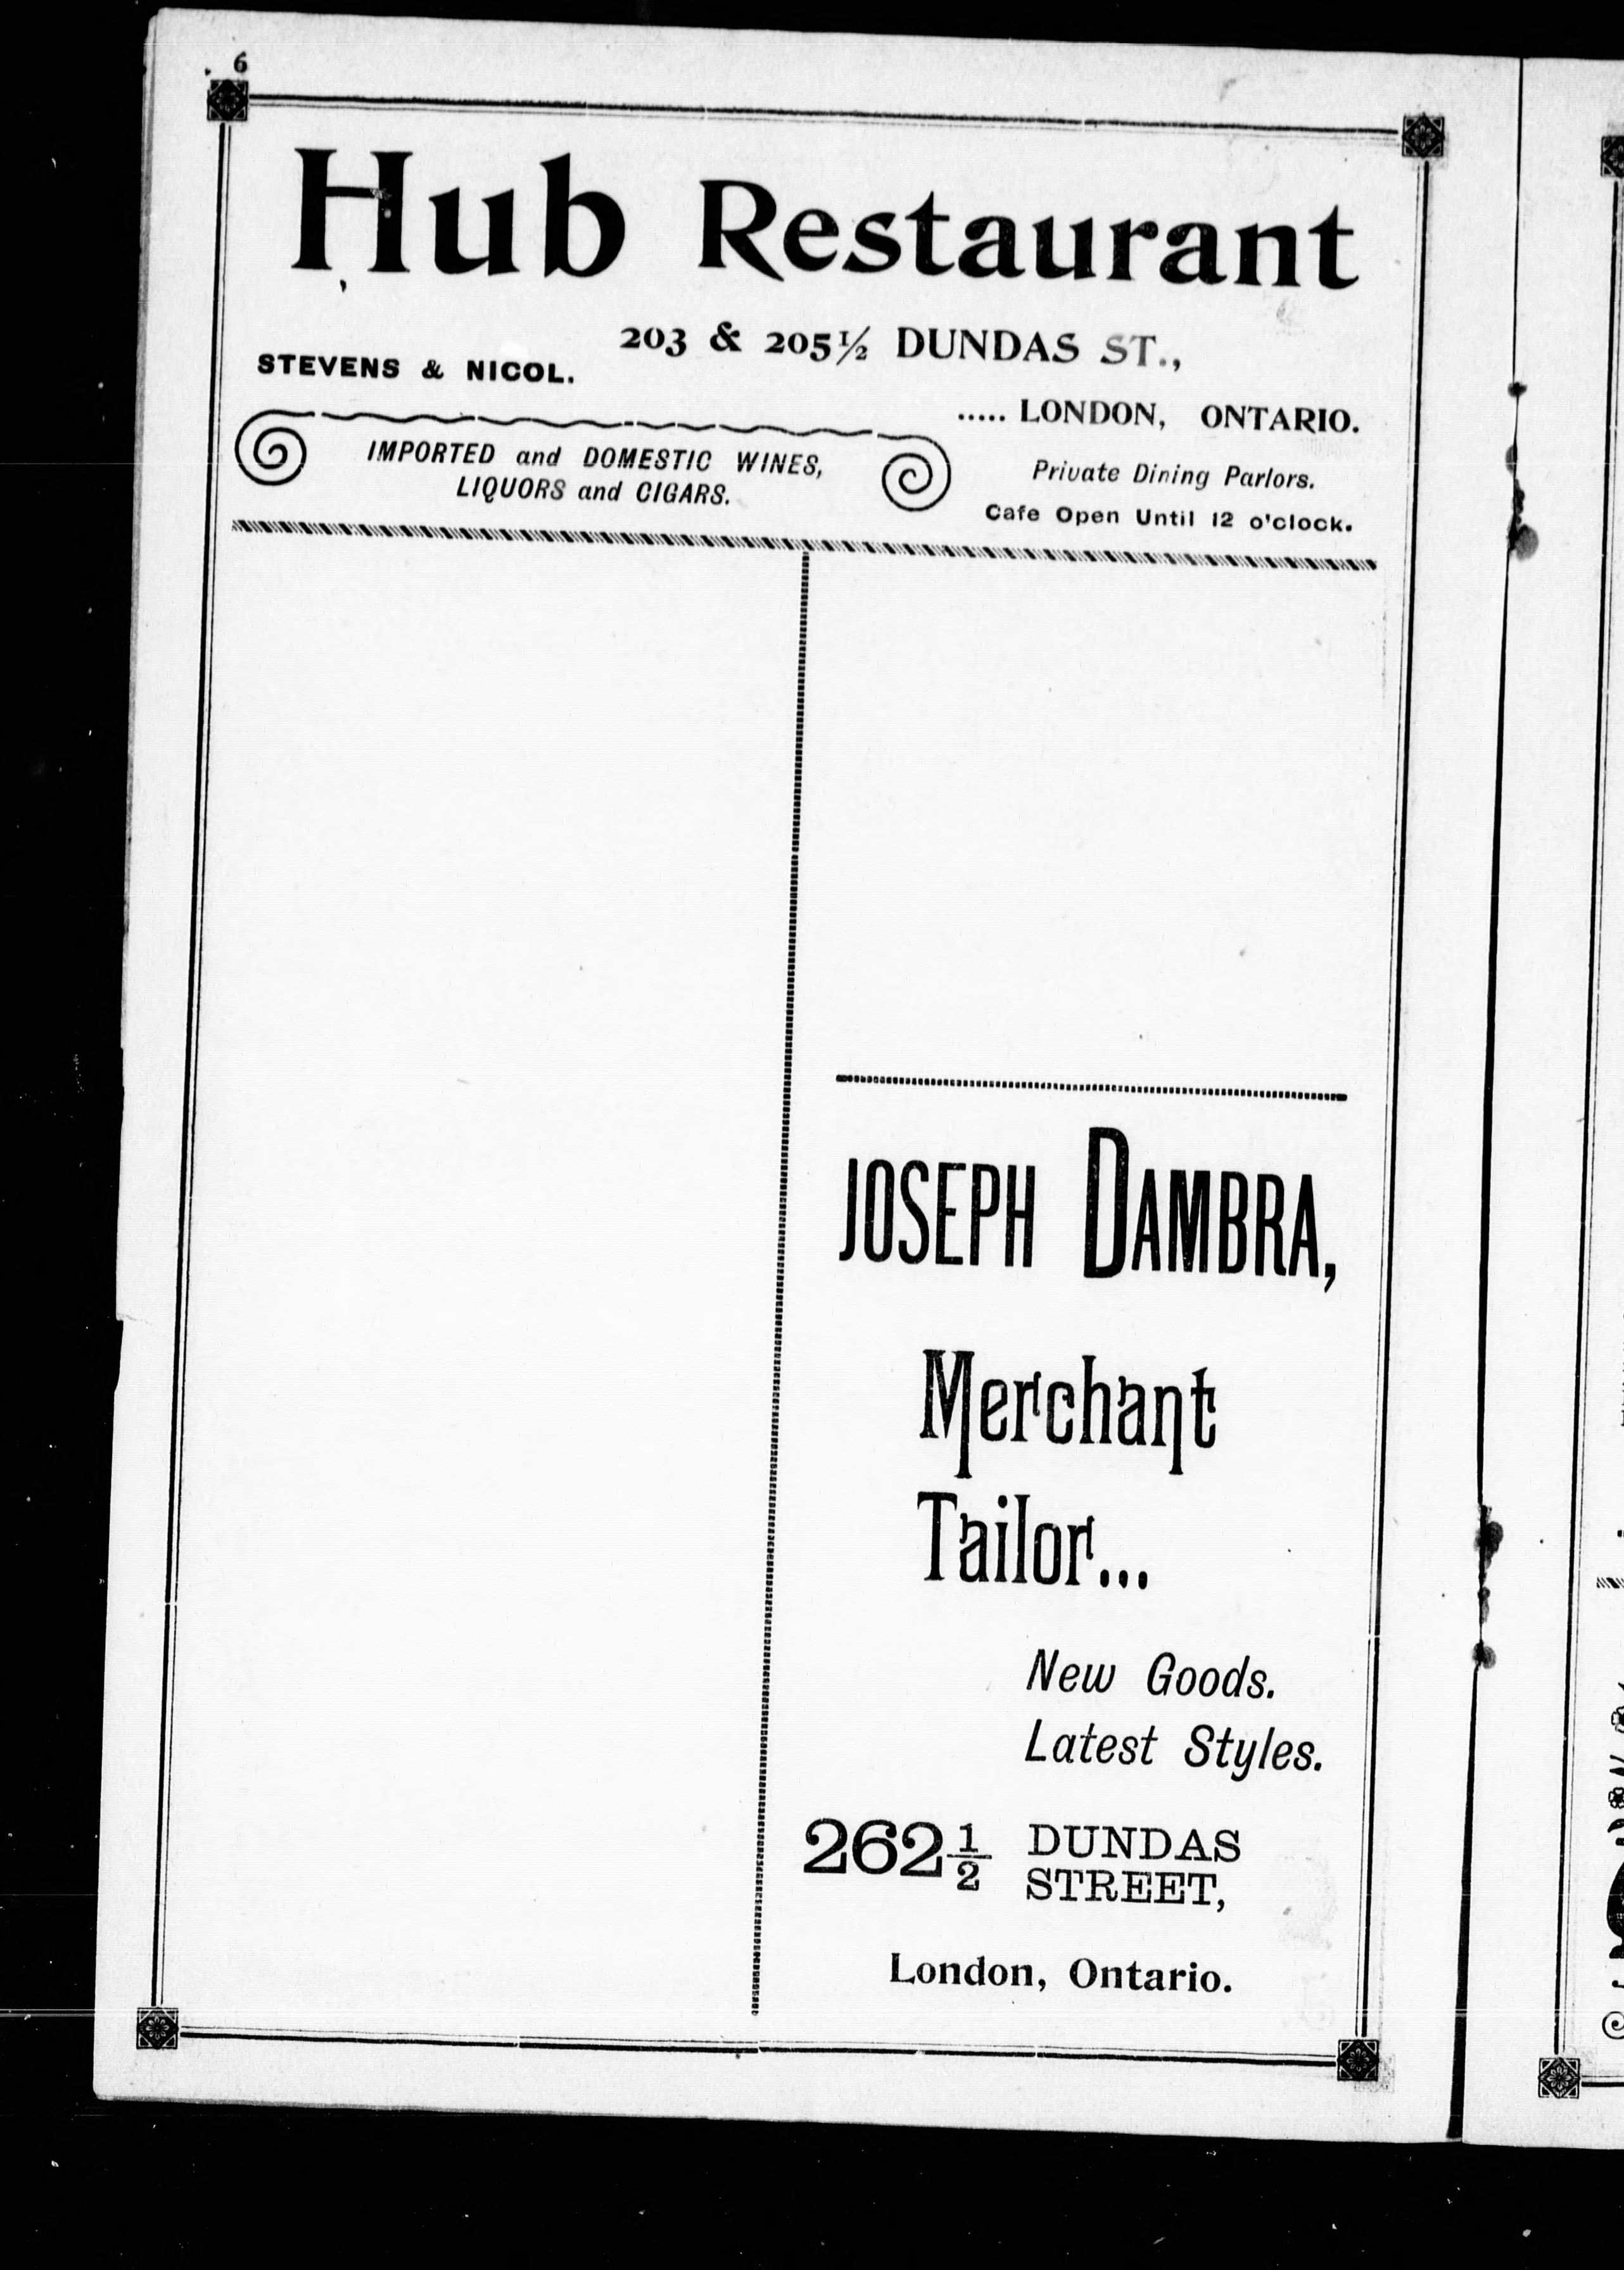 6
Hub Restaurant
203 & 205½ DUNDAS ST.,
STEVENS & NICOL.
..... LONDON, ONTARIO.
IMPORTED and DOMESTIC WINES,
LIQUORS and CIGARS.
Private Dining Parlors.
Cafe Open Until 12 o'clock.
JOSEPH DAMBRA,
Merchant
Tailor...
New Goods.
Latest Styles.
262½ DUNDAS
STREET,
London, Ontario.